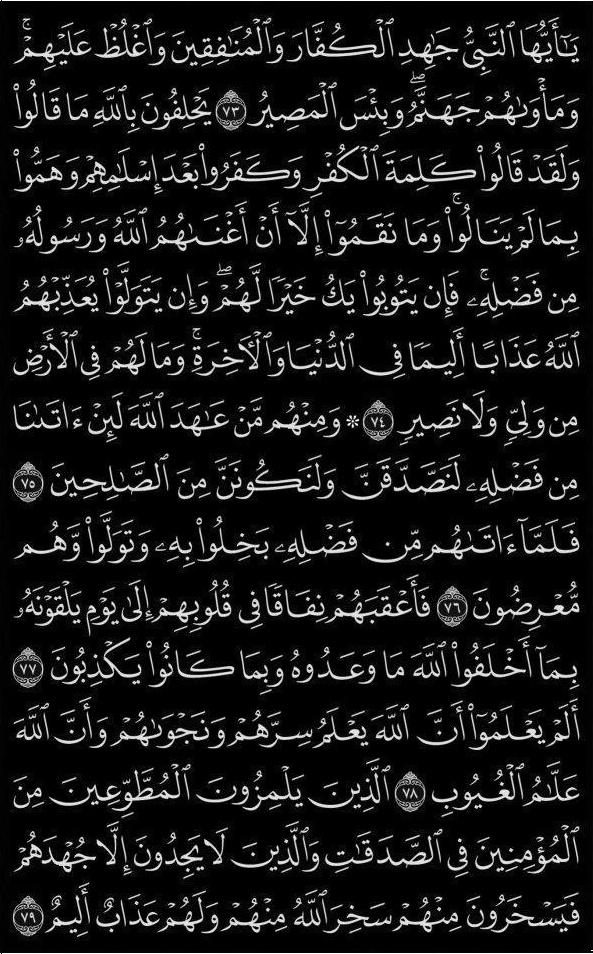 يَـٰٓأَيُّهَا ٱلنَّبِىُّ جَـٰهِدِ ٱلْكُفَّارَ وَٱلْمُنَـٰفِقِينَ وَٱغْلُظْ عَلَيْهِمْ ۚ
وَمَأْوَىٰهُمْ جَهَنَّمُ ۖ وَبِئْسَ ٱلْمَصِيرُ ٧٣ يَحْلِفُونَ بِٱللَّهِ مَا قَالُوا۟
وَلَقَدْ قَالُوا۟ كَلِمَةَ ٱلْكُفْرِ وَكَفَرُوا۟ بَعْدَ إِسْلَـٰمِهِمْ وَهَمُّوا۟
بِمَا لَمْ يَنَالُوا۟ ۚ وَمَا نَقَمُوٓا۟ إِلَّآ أَنْ أَغْنَىٰهُمُ ٱللَّهُ وَرَسُولُهُۥ
مِن فَضْلِهِۦ ۚ فَإِن يَتُوبُوا۟ يَكُ خَيْرًا لَّهُمْ ۖ وَإِن يَتَوَلَّوْا۟ يُعَذِّبْهُمُ
ٱللَّهُ عَذَابًا أَلِيمًا فِى ٱلدُّنْيَا وَٱلْـَٔاخِرَةِ ۚ وَمَا لَهُمْ فِى ٱلْأَرْضِ
مِن وَلِىٍّ وَلَا نَصِيرٍ ٧٤ ۞ وَمِنْهُم مَّنْ عَـٰهَدَ ٱللَّهَ لَئِنْ ءَاتَىٰنَا
مِن فَضْلِهِۦ لَنَصَّدَّقَنَّ وَلَنَكُونَنَّ مِنَ ٱلصَّـٰلِحِينَ ٧٥
فَلَمَّآ ءَاتَىٰهُم مِّن فَضْلِهِۦ بَخِلُوا۟ بِهِۦ وَتَوَلَّوا۟ وَّهُم
مُّعْرِضُونَ ٧٦ فَأَعْقَبَهُمْ نِفَاقًا فِى قُلُوبِهِمْ إِلَىٰ يَوْمِ يَلْقَوْنَهُۥ
بِمَآ أَخْلَفُوا۟ ٱللَّهَ مَا وَعَدُوهُ وَبِمَا كَانُوا۟ يَكْذِبُونَ ٧٧
أَلَمْ يَعْلَمُوٓا۟ أَنَّ ٱللَّهَ يَعْلَمُ سِرَّهُمْ وَنَجْوَىٰهُمْ وَأَنَّ ٱللَّهَ
عَلَّـٰمُ ٱلْغُيُوبِ ٧٨ ٱلَّذِينَ يَلْمِزُونَ ٱلْمُطَّوِّعِينَ مِنَ
ٱلْمُؤْمِنِينَ فِى ٱلصَّدَقَـٰتِ وَٱلَّذِينَ لَا يَجِدُونَ إِلَّا جُهْدَهُمْ
فَيَسْخَرُونَ مِنْهُمْ ۙ سَخِرَ ٱللَّهُ مِنْهُمْ وَلَهُمْ عَذَابٌ أَلِيمٌ ٧٩